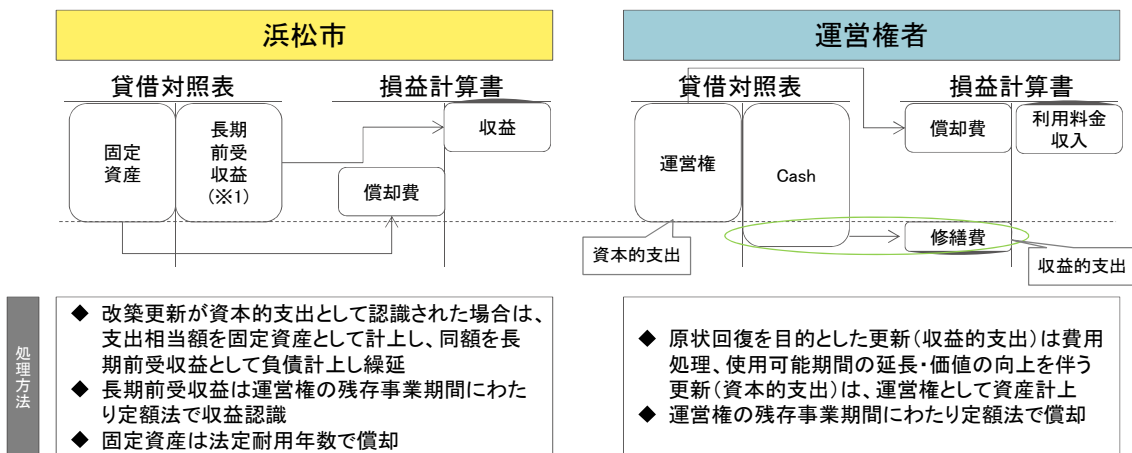 浜松市
貸借対照表
損益計算書
固定
資産
長期
前受
収益
(※1)
収益
償却費
運営権者
貸借対照表
損益計算書
運営権
Cash
償却費
利用料金
収入
修繕費
資本的支出
収益的支出
処理方法
◆ 改築更新が資本的支出として認識された場合は、
支出相当額を固定資産として計上し、同額を長
期前受収益として負債計上し繰延
◆ 長期前受収益は運営権の残存事業期間にわた
り定額法で収益認識
◆ 固定資産は法定耐用年数で償却
◆ 原状回復を目的とした更新(収益的支出)は費用
処理、使用可能期間の延長・価値の向上を伴う
更新(資本的支出)は、運営権として資産計上
◆ 運営権の残存事業期間にわたり定額法で償却